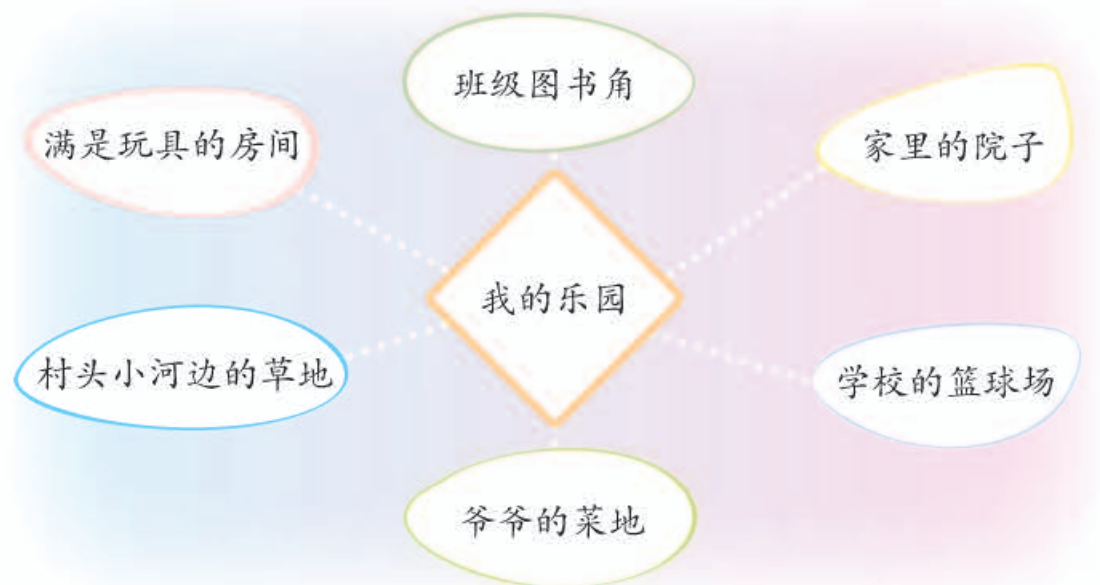 班级图书角
满是玩具的房间
家里的院子
我的乐园
村头小河边的草地
学校的篮球场
爷爷的菜地